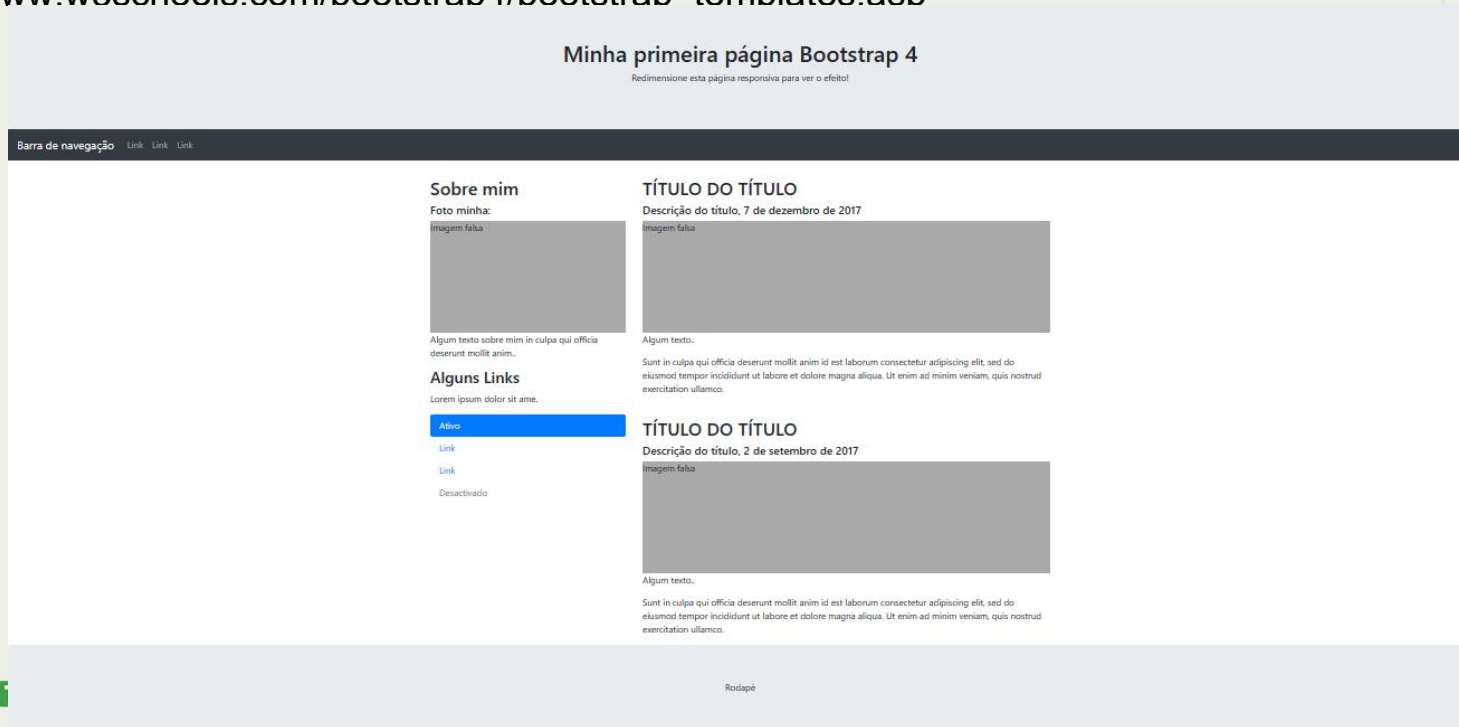 Minha primeira página Bootstrap 4
Redimensione esta página responsiva para ver o efeito!
Barra de navegação Link Link Link
Sobre mim
Foto minha:
Imagem falsa
Algum texto sobre mim in culpa qui officia
deserunt mollit anim..
Alguns Links
Lorem ipsum dolor sit ame.
Ativo
Link
Link
Desactivado
TÍTULO DO TÍTULO
Descrição do título, 7 de dezembro de 2017
Imagem falsa
Algum texto..
Sunt in culpa qui officia deserunt mollit anim id est laborum consectetur adipiscing elit, sed do
eiusmod tempor incididunt ut labore et dolore magna aliqua. Ut enim ad minim veniam, quis nostrud
exercitation ullamco.
TÍTULO DO TÍTULO
Descrição do título, 2 de setembro de 2017
Imagem falsa
Algum texto..
Sunt in culpa qui officia deserunt mollit anim id est laborum consectetur adipiscing elit, sed do
eiusmod tempor incididunt ut labore et dolore magna aliqua. Ut enim ad minim veniam, quis nostrud
exercitation ullamco.
Rodapé